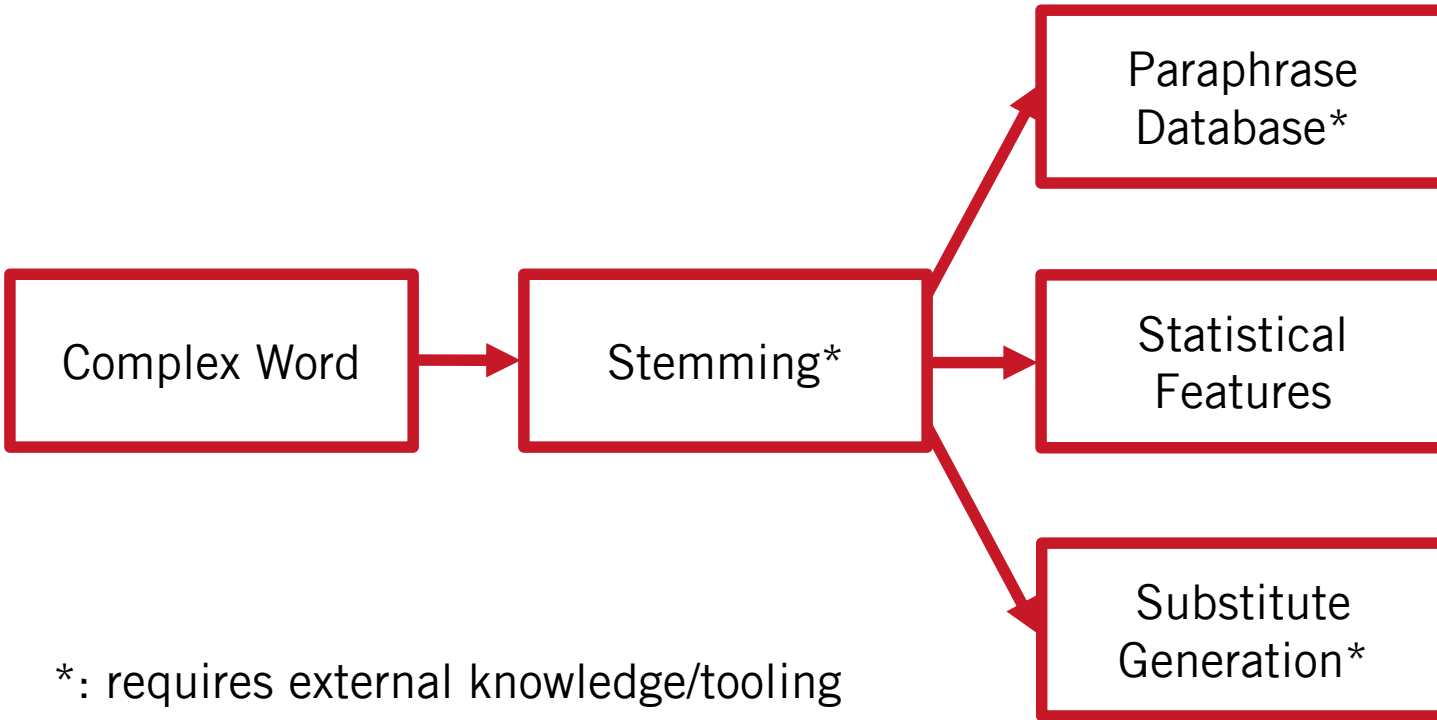 Complex Word
Stemming*
Paraphrase
Database*
Statistical
Features
Substitute
Generation*
*: requires external knowledge/tooling